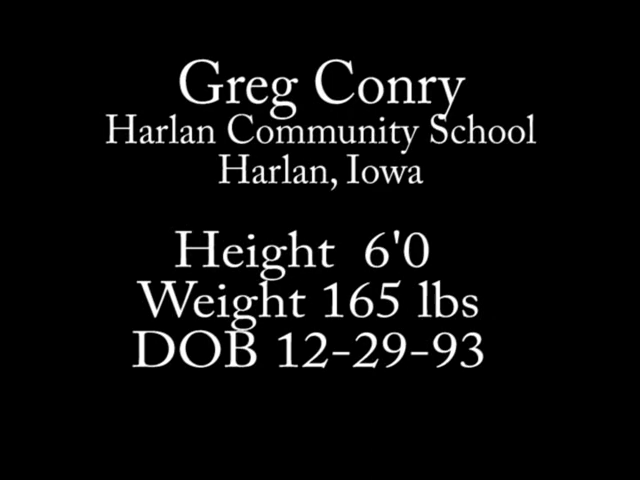 Greg Conry
Harlan Community School
Harlan, Iowa
Height 6'0
Weight 165 lbs
DOB 12-29-93